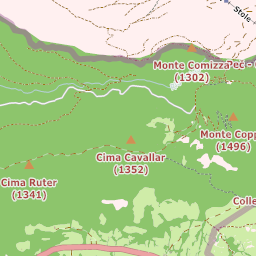 Stole
Monte Comizza
(1302)
Monte Copp
(1496)
Cima Cavallar
(1352)
Cima Ruter
(1341)
Colle